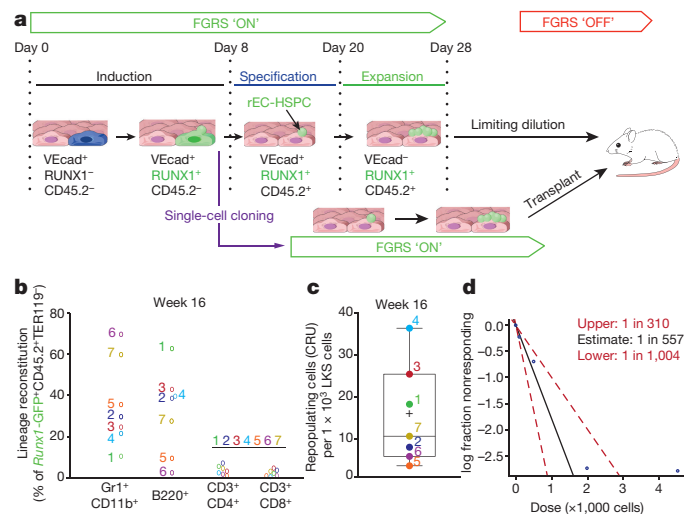 a
FGRS ‘ON’
FGRS ‘OFF’
Day 0
Day 8
Day 20
Day 28
Induction
Specification
Expansion
rEC-HSPC
Limiting dilution
VEcad⁺
RUNX1⁻
CD45.2⁻
VEcad⁺
RUNX1⁺
CD45.2⁻
VEcad⁺
RUNX1⁺
CD45.2⁺
VEcad⁻
RUNX1⁺
CD45.2⁺
Single-cell cloning
Transplant
FGRS ‘ON’
b
Week 16
Lineage reconstitution
(% of Runx1-GFP⁺CD45.2⁺TER119⁻)
80
60
40
20
0
6
7
5
2
3
4
1
1
3
2
4
7
5
6
1 2 3 4 5 6 7
Gr1⁺
CD11b⁺
B220⁺
CD3⁺
CD4⁺
CD3⁺
CD8⁺
c
Week 16
Repopulating cells (CRU)
per 1 × 10³ LKS cells
40
30
20
10
0
4
3
1
7
2
6
5
d
log fraction nonresponding
0.0
−0.5
−1.0
−1.5
−2.0
−2.5
Upper: 1 in 310
Estimate: 1 in 557
Lower: 1 in 1,004
0 1 2 3 4
Dose (×1,000 cells)